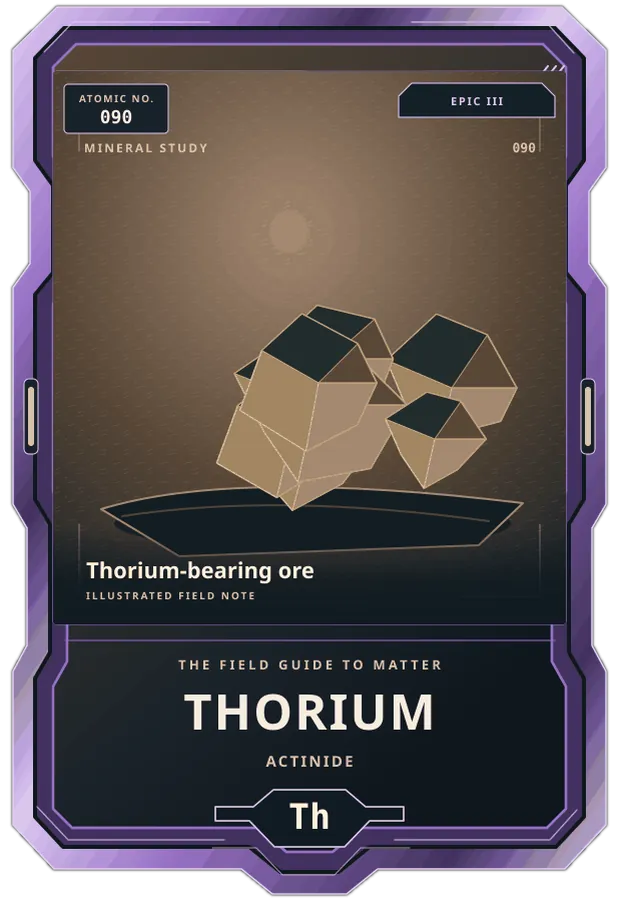 ATOMIC NO.
090
EPIC III
MINERAL STUDY
090
Thorium-bearing ore
ILLUSTRATED FIELD NOTE
THE FIELD GUIDE TO MATTER
THORIUM
ACTINIDE
Th